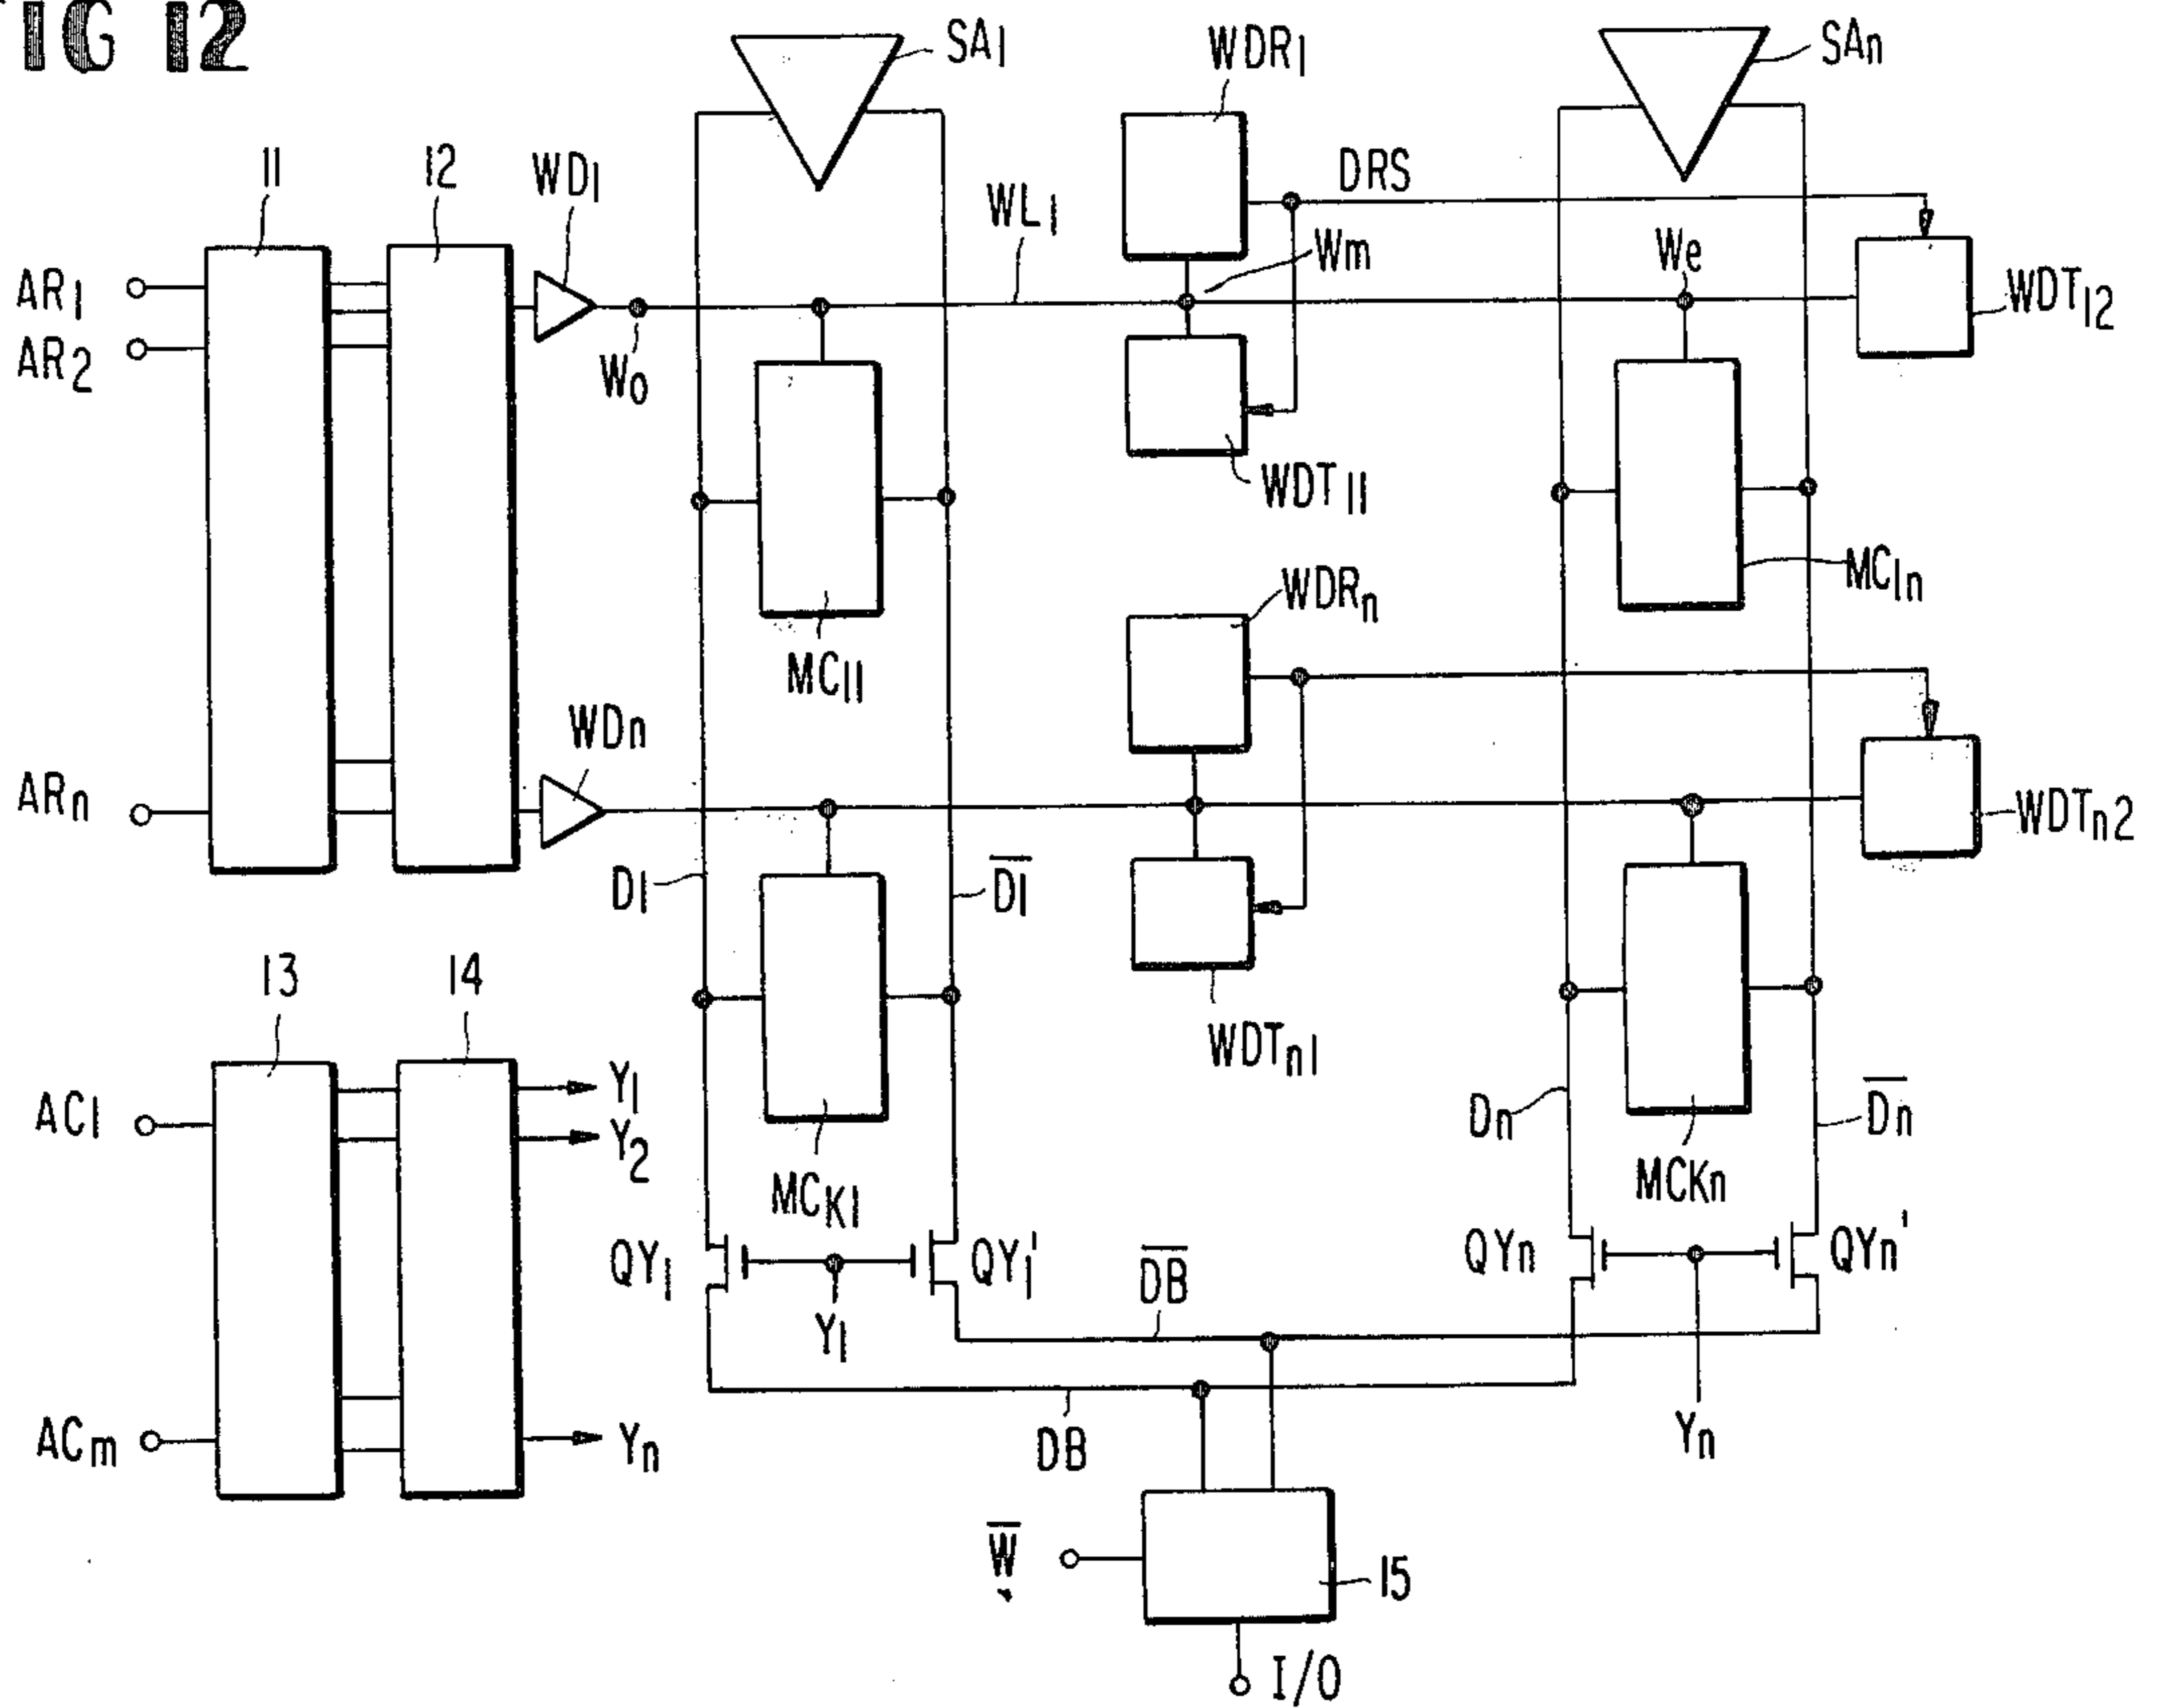 FIG 12
SA1
WDR1
SAn
11
12
WD1
WL1
DRS
Wm
We
AR1
WDT12
AR2
Wo
WDT11
MC1n
WDRn
MC11
WDn
ARn
WDTn2
D1
D̅1̅
13
14
WDTn1
AC1
Y1
Dn
D̅n̅
Y2
MCK1
MCKn
QY1
QY1'
D̅B̅
QYn
QYn'
Y1
ACm
Yn
DB
Yn
W̅
15
I/O